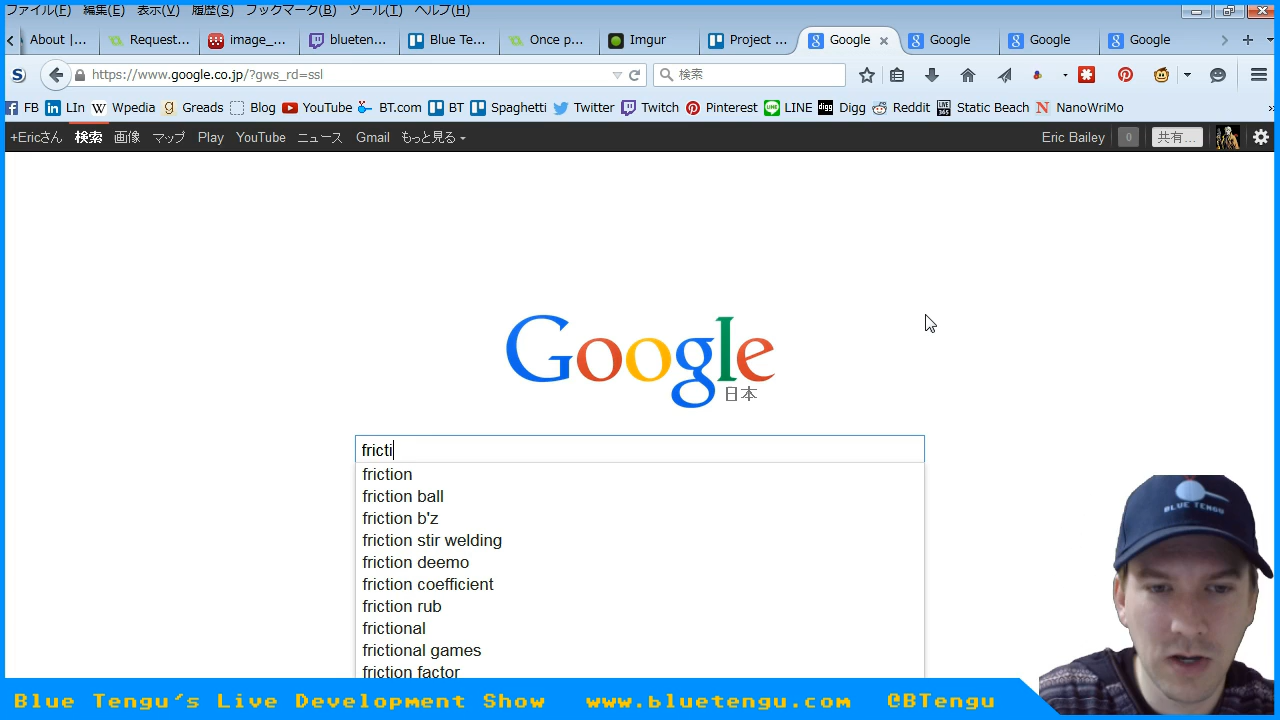 ファイル(F) 編集(E) 表示(V) 履歴(S) ブックマーク(B) ツール(T) ヘルプ(H)
About |... Request... image_... blueten... Blue Te... Once p... Imgur Project ... Google Google Google Google
https://www.google.co.jp/?gws_rd=ssl 検索
FB LIn Wpedia Greads Blog YouTube BT.com BT Spaghetti Twitter Twitch Pinterest LINE Digg Reddit Static Beach NanoWriMo
+Ericさん 検索 画像 マップ Play YouTube ニュース Gmail もっと見る Eric Bailey 0 共有...
Google
日本
fricti
friction
friction ball
friction b'z
friction stir welding
friction deemo
friction coefficient
friction rub
frictional
frictional games
friction factor
BLUE TENGU
Blue Tengu's Live Development Show www.bluetengu.com @BTengu